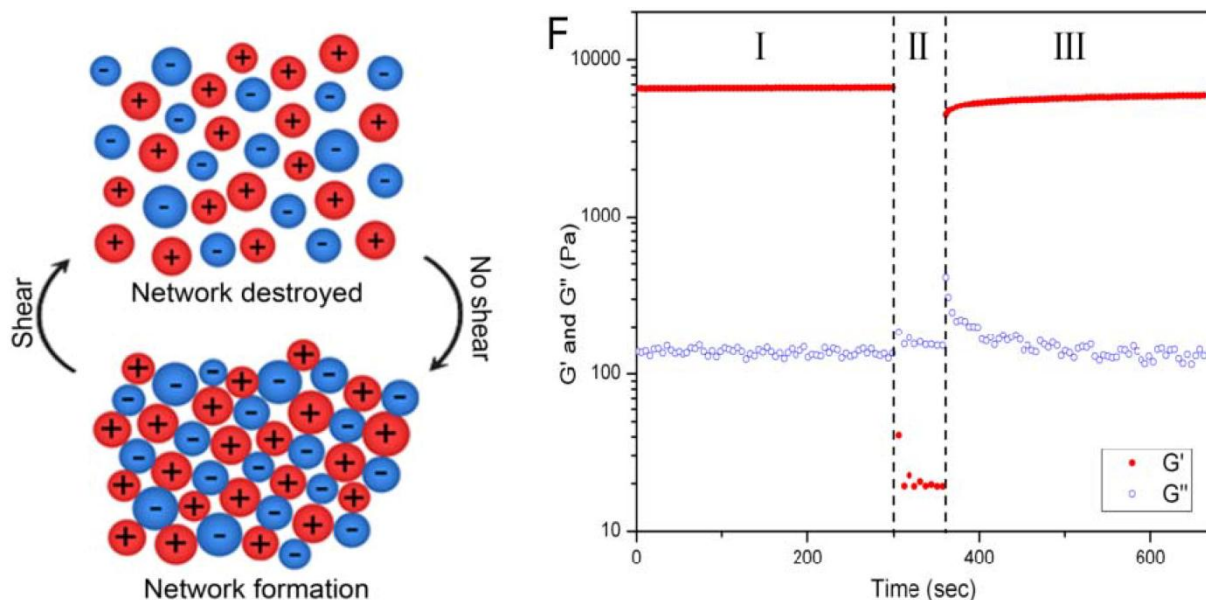 Network destroyed
Shear
No shear
Network formation
F
I
II
III
10000
1000
100
10
G' and G" (Pa)
0
200
400
600
Time (sec)
G'
G"